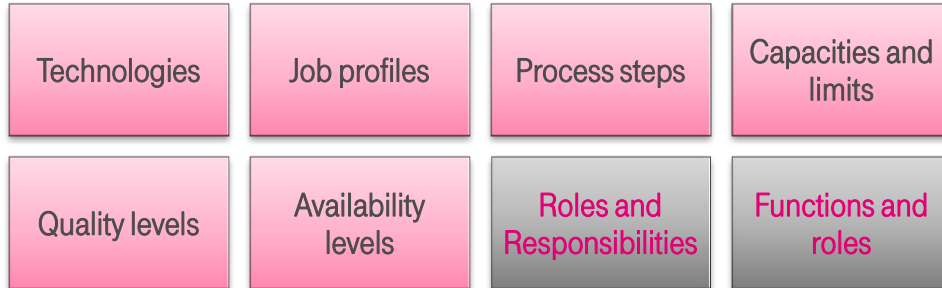 Technologies
Job profiles
Process steps
Capacities and
limits
Quality levels
Availability
levels
Roles and
Responsibilities
Functions and
roles